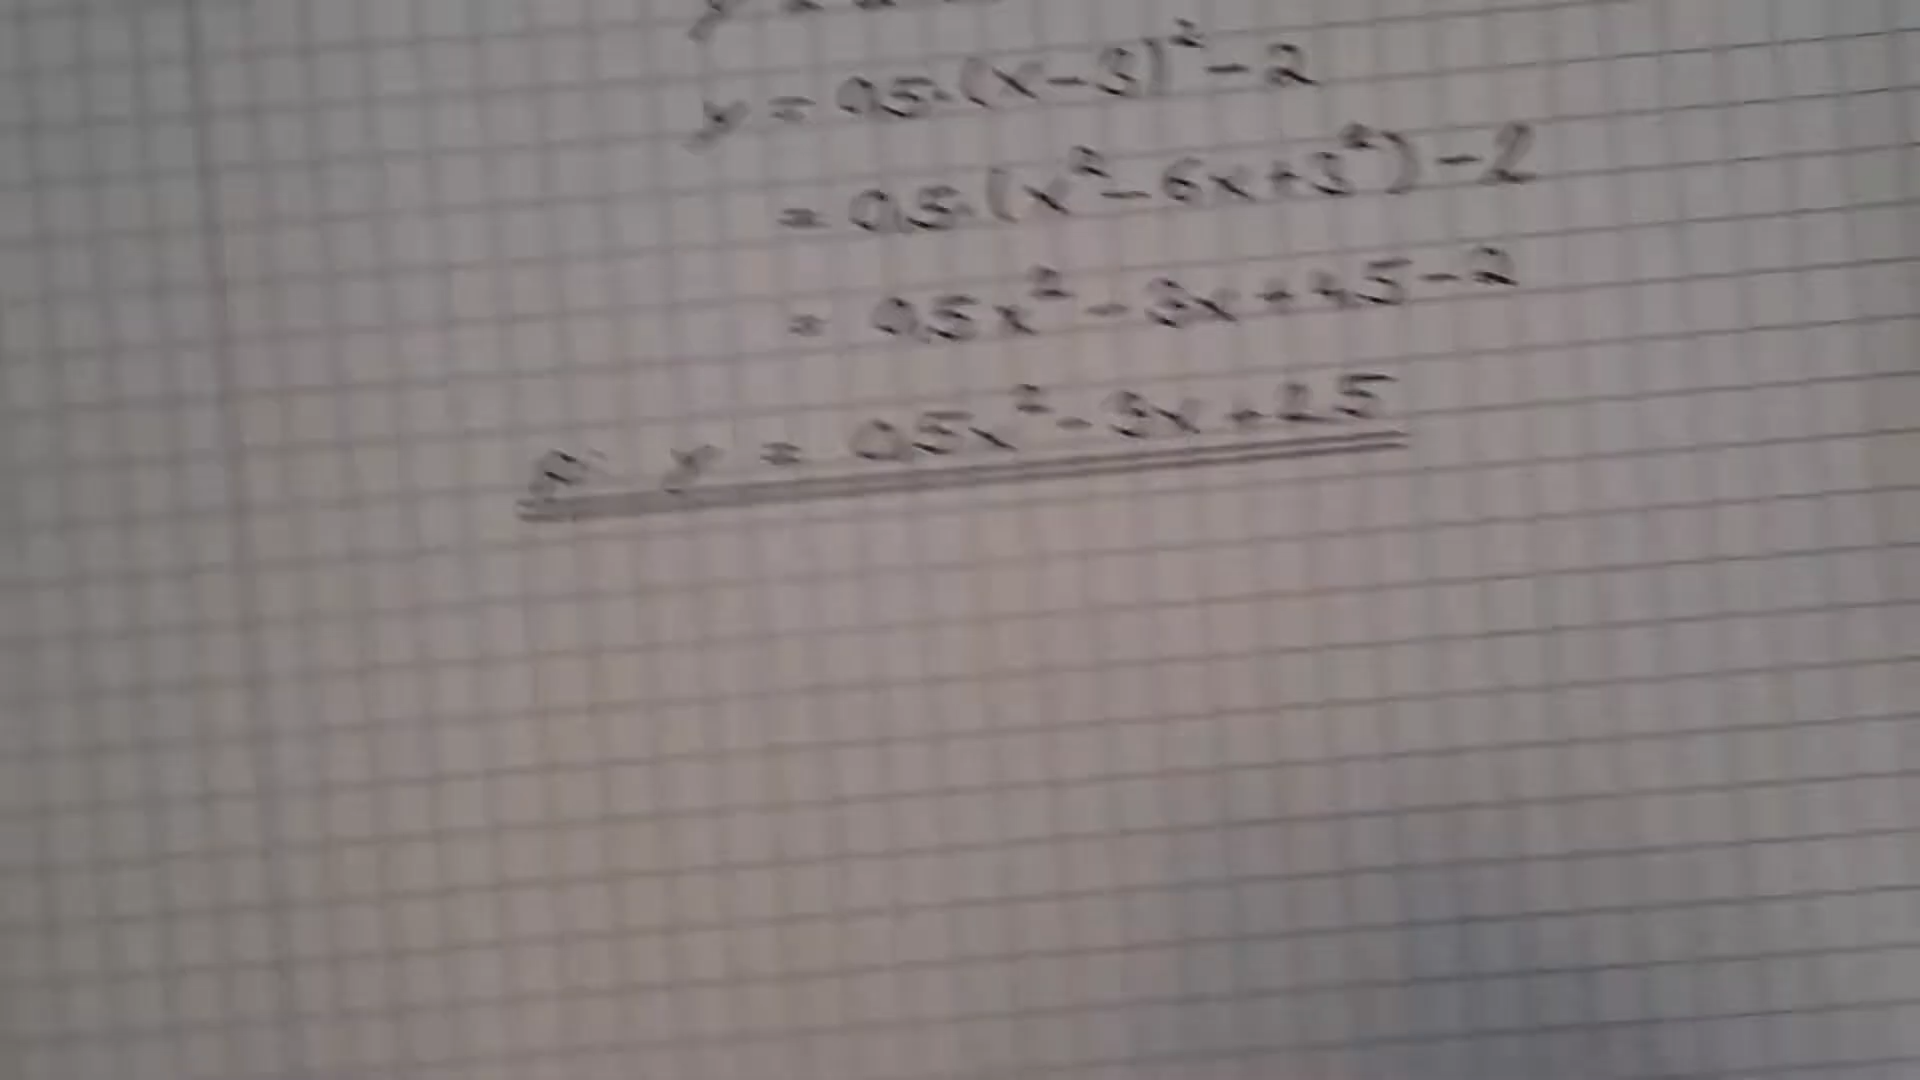 y = 0,5·(x-3)² - 2
= 0,5·(x² - 6x + 3²) - 2
= 0,5x² - 3x + 4,5 - 2
p: y = 0,5x² - 3x + 2,5